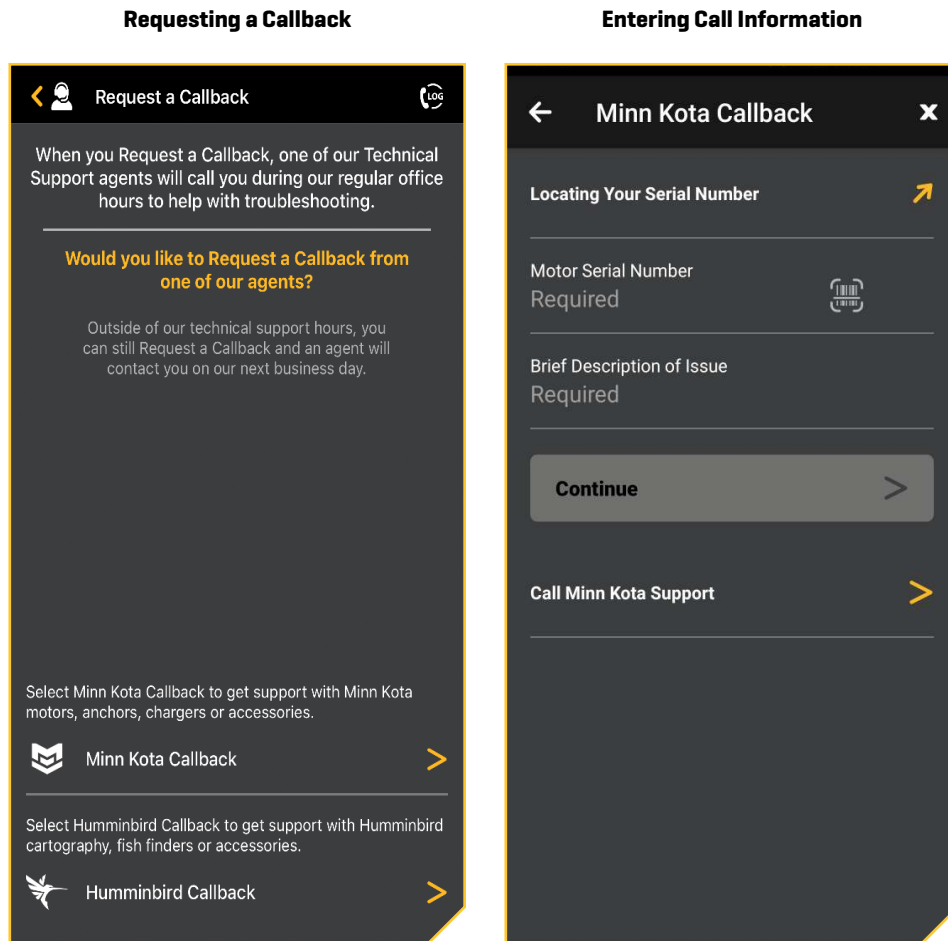 Requesting a Callback
Request a Callback
LOG
When you Request a Callback, one of our Technical
Support agents will call you during our regular office
hours to help with troubleshooting.
Would you like to Request a Callback from
one of our agents?
Outside of our technical support hours, you
can still Request a Callback and an agent will
contact you on our next business day.
Select Minn Kota Callback to get support with Minn Kota
motors, anchors, chargers or accessories.
Minn Kota Callback
Select Humminbird Callback to get support with Humminbird
cartography, fish finders or accessories.
Humminbird Callback
Entering Call Information
Minn Kota Callback
Locating Your Serial Number
Motor Serial Number
Required
Brief Description of Issue
Required
Continue
Call Minn Kota Support